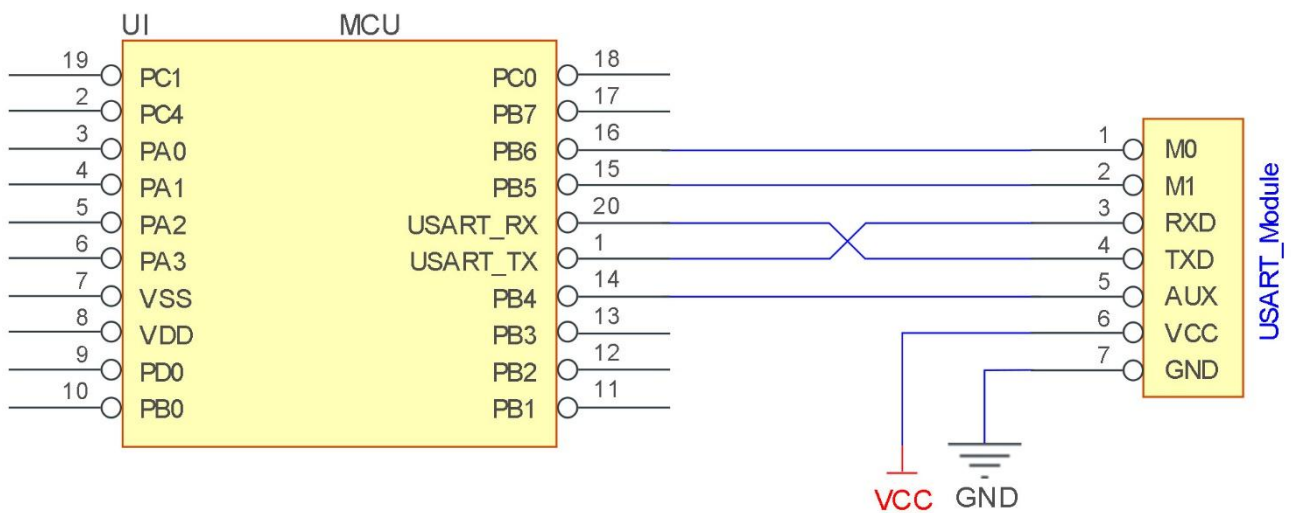 UI MCU
19 PC1 PC0 18
2 PC4 PB7 17
3 PA0 PB6 16
4 PA1 PB5 15
5 PA2 USART_RX 20
6 PA3 USART_TX 1
7 VSS PB4 14
8 VDD PB3 13
9 PD0 PB2 12
10 PB0 PB1 11
1 M0
2 M1
3 RXD
4 TXD
5 AUX
6 VCC
7 GND
USART_Module
VCC GND